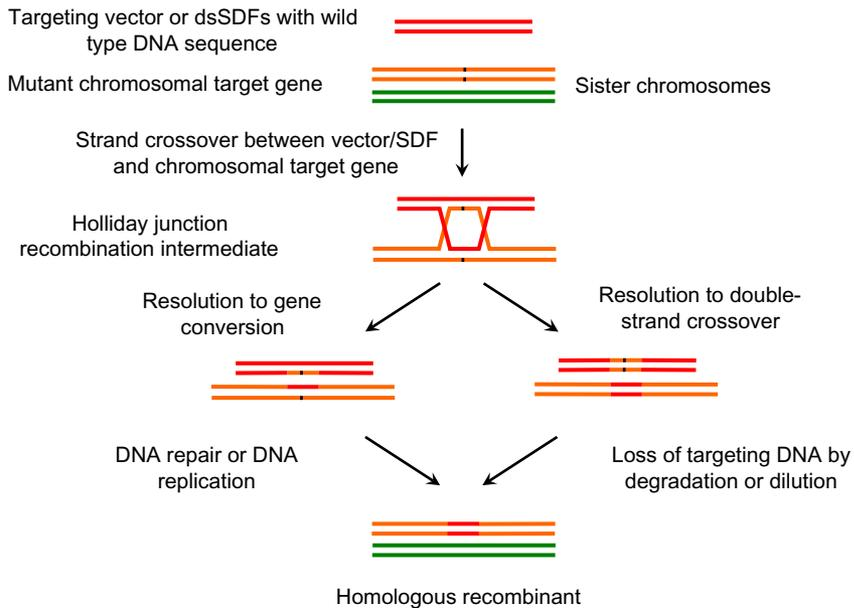 Targeting vector or dsSDFs with wild
type DNA sequence
Mutant chromosomal target gene
Sister chromosomes
Strand crossover between vector/SDF
and chromosomal target gene
Holliday junction
recombination intermediate
Resolution to gene
conversion
Resolution to double-
strand crossover
DNA repair or DNA
replication
Loss of targeting DNA by
degradation or dilution
Homologous recombinant